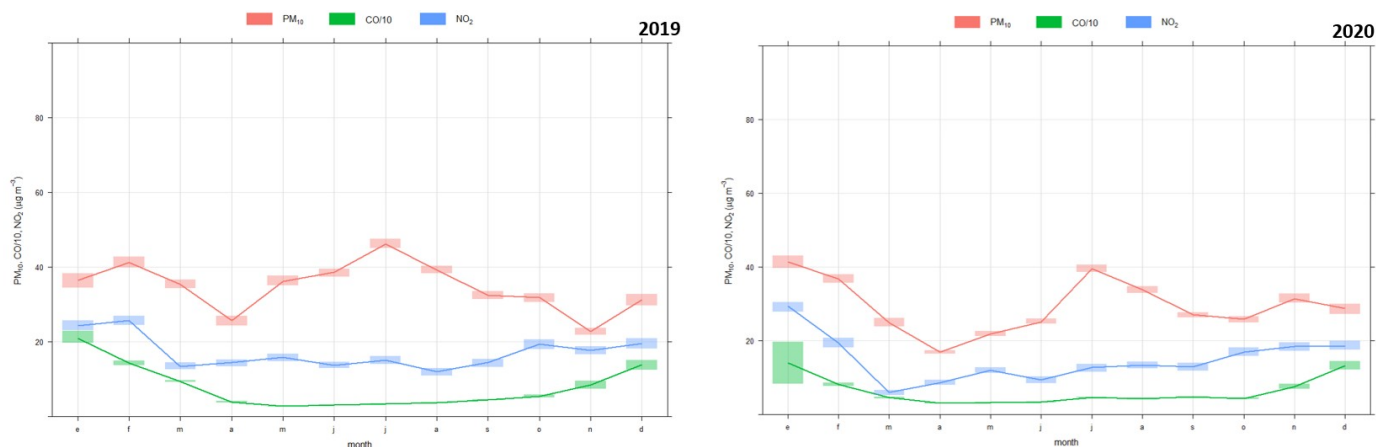 PM₁₀ CO/10 NO₂
2019
PM₁₀, CO/10, NO₂ (µg m⁻³)
80
60
40
20
e f m a m j j a s o n d
month
PM₁₀ CO/10 NO₂
2020
PM₁₀, CO/10, NO₂ (µg m⁻³)
80
60
40
20
e f m a m j j a s o n d
month